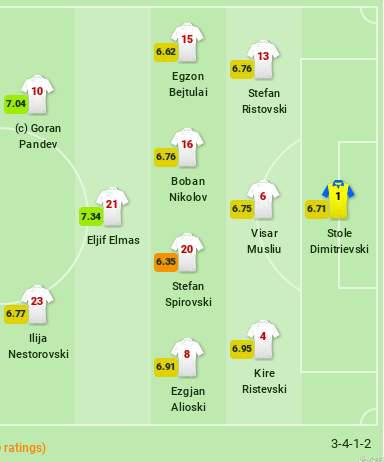 15
6.62
Egzon
Bejtulai
13
6.76
Stefan
Ristovski
10
7.04
(c) Goran
Pandev
16
6.76
Boban
Nikolov
21
7.34
Eljif Elmas
6
6.75
Visar
Musliu
1
6.71
Stole
Dimitrievski
20
6.35
Stefan
Spirovski
23
6.77
Ilija
Nestorovski
8
6.91
Ezgjan
Alioski
4
6.95
Kire
Ristevski
ratings)
3-4-1-2